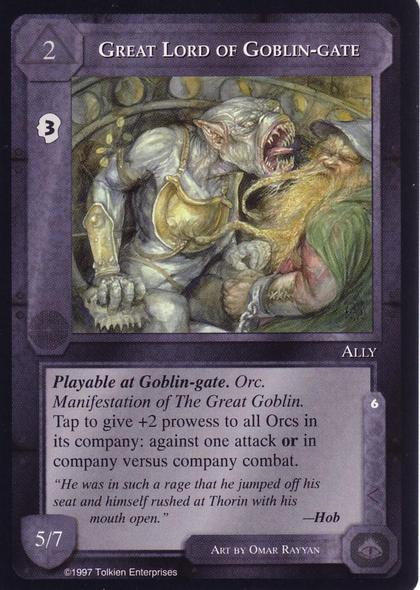 2
GREAT LORD OF GOBLIN-GATE
3
ALLY
Playable at Goblin-gate. Orc.
Manifestation of The Great Goblin.
Tap to give +2 prowess to all Orcs in
its company: against one attack or in
company versus company combat.
6
"He was in such a rage that he jumped off his
seat and himself rushed at Thorin with his
mouth open." —Hob
5/7
ART BY OMAR RAYYAN
©1997 Tolkien Enterprises